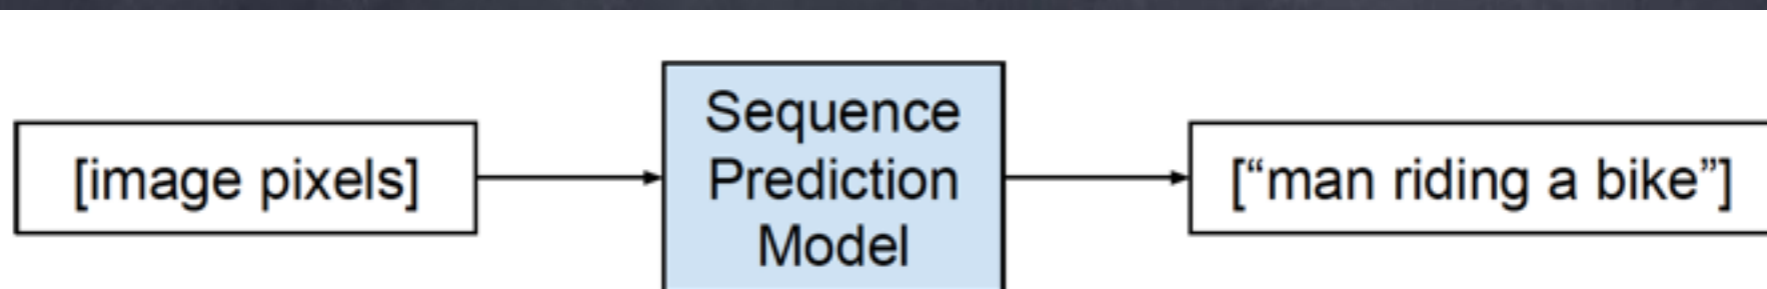 [image pixels]
Sequence
Prediction
Model
[“man riding a bike”]